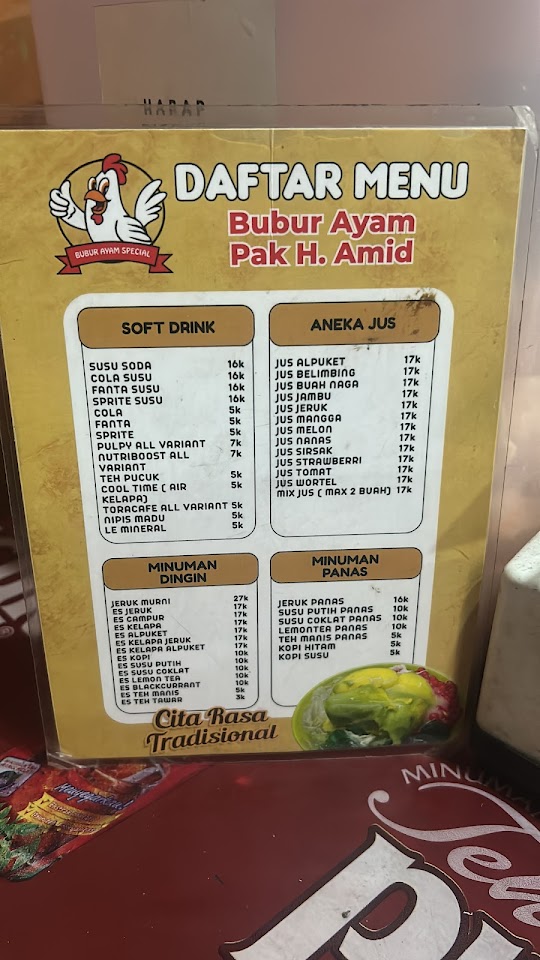 HARAP
DAFTAR MENU
Bubur Ayam
Pak H. Amid
BUBUR AYAM SPECIAL
SOFT DRINK
SUSU SODA 16k
COLA SUSU 16k
FANTA SUSU 16k
SPRITE SUSU 16k
COLA 5k
FANTA 5k
SPRITE 5k
PULPY ALL VARIANT 7k
NUTRIBOOST ALL 7k
VARIANT
TEH PUCUK 5k
COOL TIME ( AIR 5k
KELAPA)
TORACAFE ALL VARIANT 5k
NIPIS MADU 5k
LE MINERAL 5k
ANEKA JUS
JUS ALPUKET 17k
JUS BELIMBING 17k
JUS BUAH NAGA 17k
JUS JAMBU 17k
JUS JERUK 17k
JUS MANGGA 17k
JUS MELON 17k
JUS NANAS 17k
JUS SIRSAK 17k
JUS STRAWBERRI 17k
JUS TOMAT 17k
JUS WORTEL 17k
MIX JUS ( MAX 2 BUAH) 17k
MINUMAN
DINGIN
JERUK MURNI 27k
ES JERUK 17k
ES CAMPUR 17k
ES KELAPA 17k
ES ALPUKET 17k
ES KELAPA JERUK 17k
ES KELAPA ALPUKET 17k
ES KOPI 10k
ES SUSU PUTIH 10k
ES SUSU COKLAT 10k
ES LEMON TEA 10k
ES BLACKCURRANT 10k
ES TEH MANIS 5k
ES TEH TAWAR 3k
MINUMAN
PANAS
JERUK PANAS 16k
SUSU PUTIH PANAS 10k
SUSU COKLAT PANAS 10k
LEMONTEA PANAS 10k
TEH MANIS PANAS 5k
KOPI HITAM 5k
KOPI SUSU 5k
Cita Rasa
Tradisional
MINUMAN
Teh